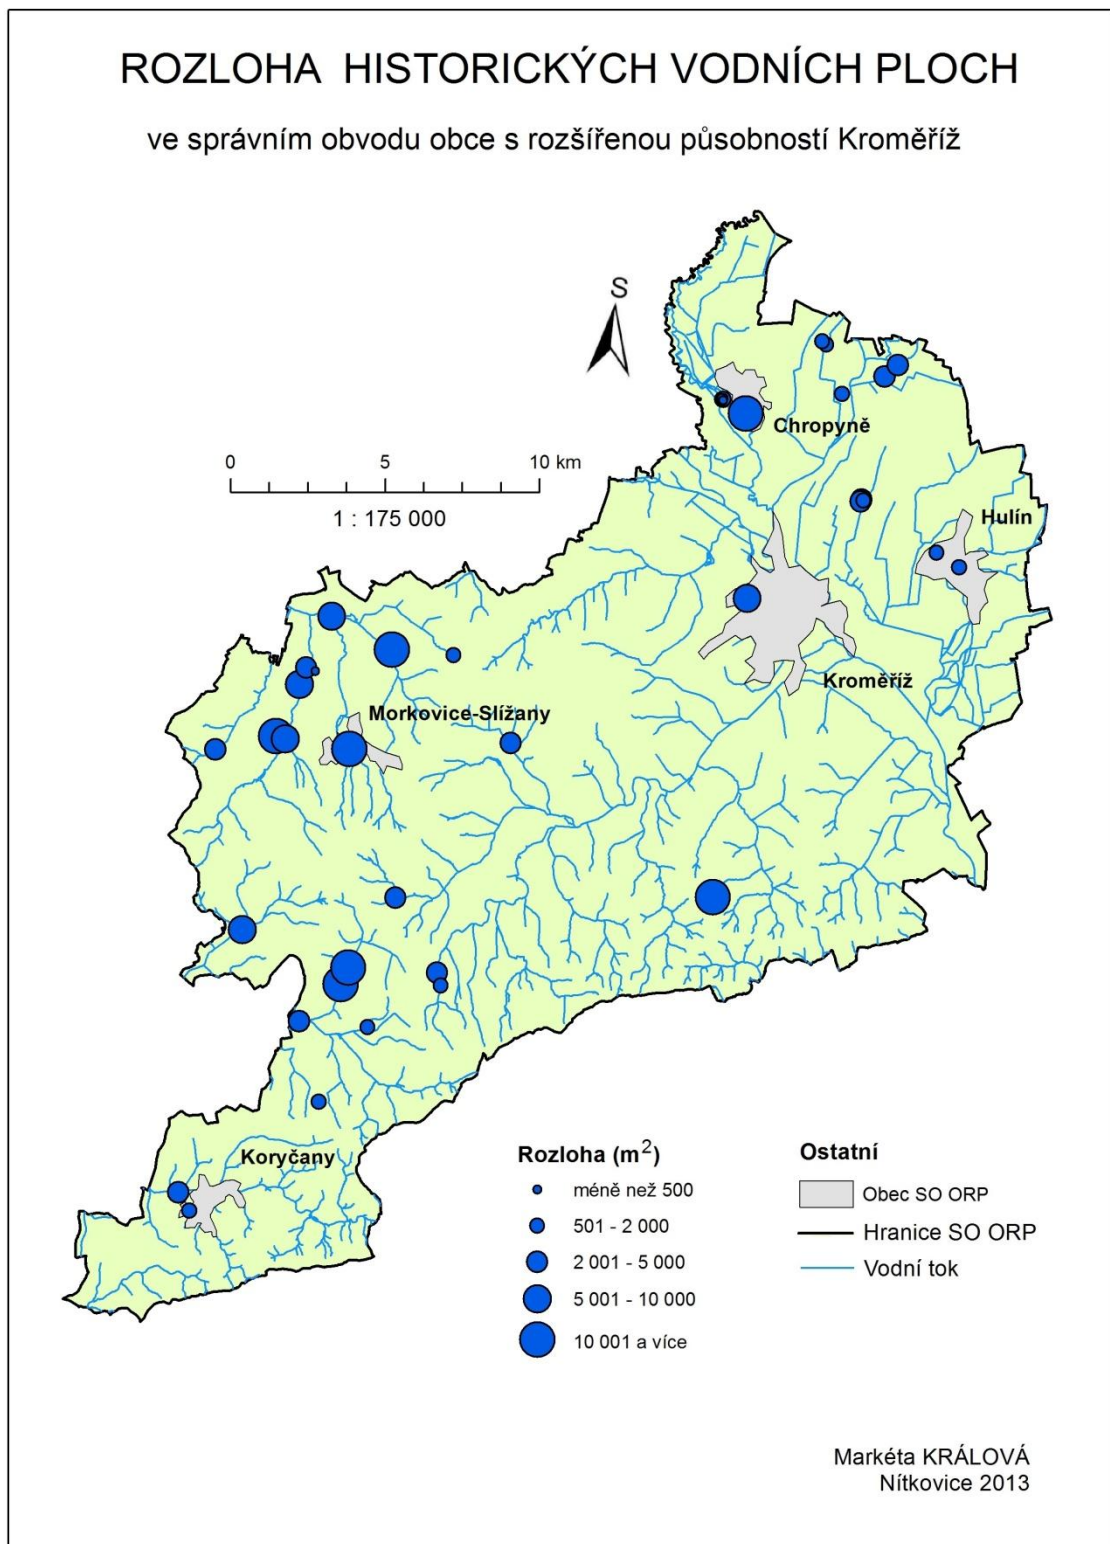 ROZLOHA HISTORICKÝCH VODNÍCH PLOCH
ve správním obvodu obce s rozšířenou působností Kroměříž
S
0 5 10 km
1 : 175 000
Chropyně
Hulín
Kroměříž
Morkovice-Slížany
Koryčany
Rozloha (m²)
méně než 500
501 - 2 000
2 001 - 5 000
5 001 - 10 000
10 001 a více
Ostatní
Obec SO ORP
Hranice SO ORP
Vodní tok
Markéta KRÁLOVÁ
Nítkovice 2013